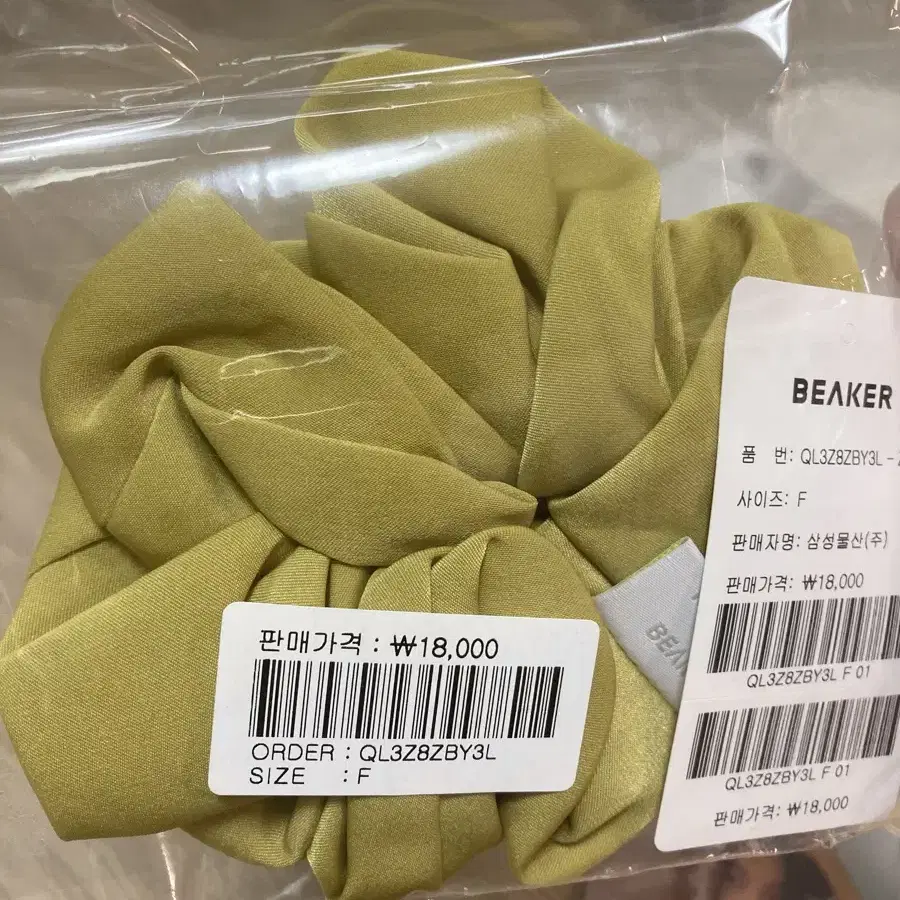 판매가격 : ₩18,000
ORDER : QL3Z8ZBY3L
SIZE : F
BEAKER
품 번: QL3Z8ZBY3L -
사이즈: F
판매자명: 삼성물산(주)
판매가격: ₩18,000
QL3Z8ZBY3L F 01
QL3Z8ZBY3L F 01
판매가격: ₩18,000